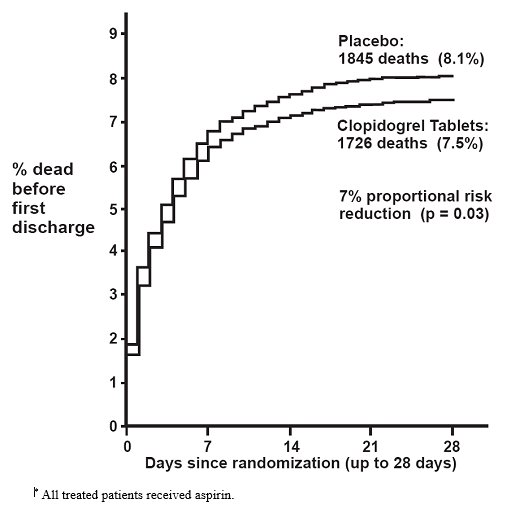 9
8
7
6
5
4
3
2
1
0
% dead
before
first
discharge
Placebo:
1845 deaths (8.1%)
Clopidogrel Tablets:
1726 deaths (7.5%)
7% proportional risk
reduction (p = 0.03)
0 7 14 21 28
Days since randomization (up to 28 days)
All treated patients received aspirin.